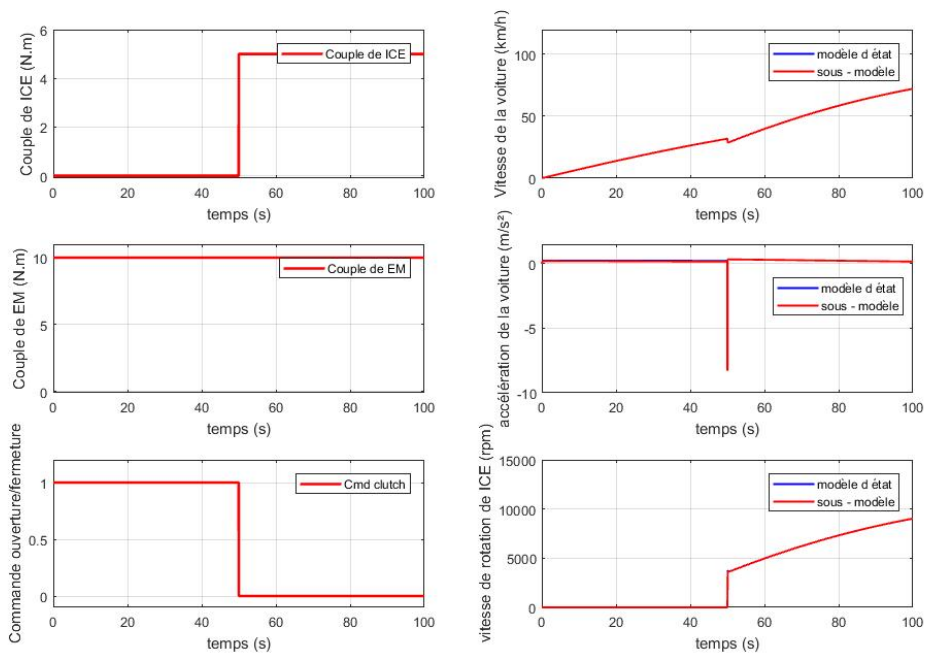 Couple de ICE (N.m)
6
4
2
0
Couple de ICE
0
20
40
60
80
100
temps (s)
Vitesse de la voiture (km/h)
100
50
0
modèle d état
sous - modèle
0
20
40
60
80
100
temps (s)
Couple de EM (N.m)
10
5
0
Couple de EM
0
20
40
60
80
100
temps (s)
accélération de la voiture (m/s²)
0
-5
-10
modèle d état
sous - modèle
0
20
40
60
80
100
temps (s)
Commande ouverture/fermeture
1
0.5
0
Cmd clutch
0
20
40
60
80
100
temps (s)
vitesse de rotation de ICE (rpm)
15000
10000
5000
0
modèle d état
sous - modèle
0
20
40
60
80
100
temps (s)